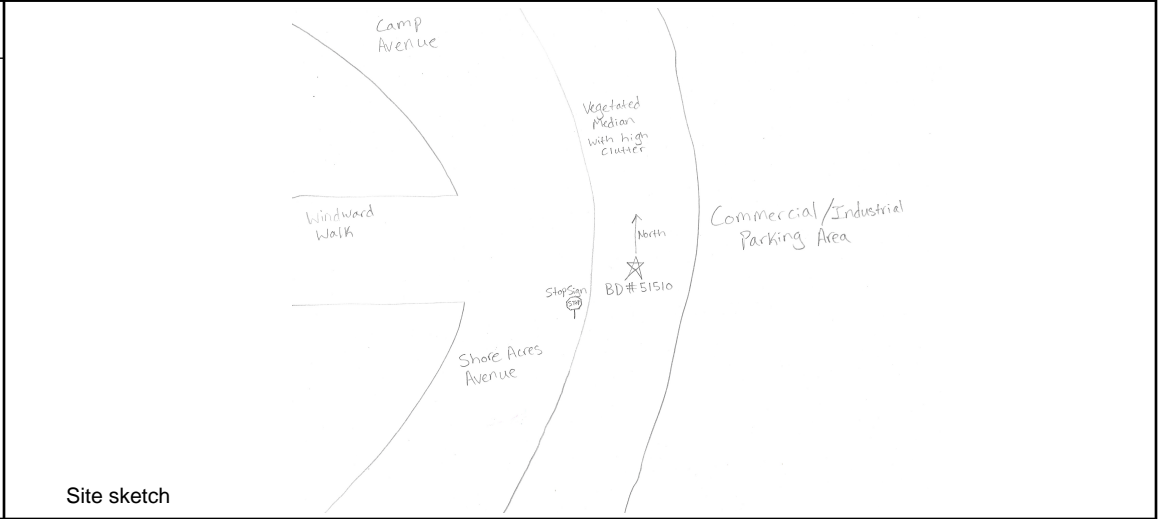 Camp
Avenue
Vegetated
Median
with high
Clutter
Windward
Walk
Commercial/Industrial
Parking Area
North
Stop Sign
STOP
BD#51510
Shore Acres
Avenue
Site sketch